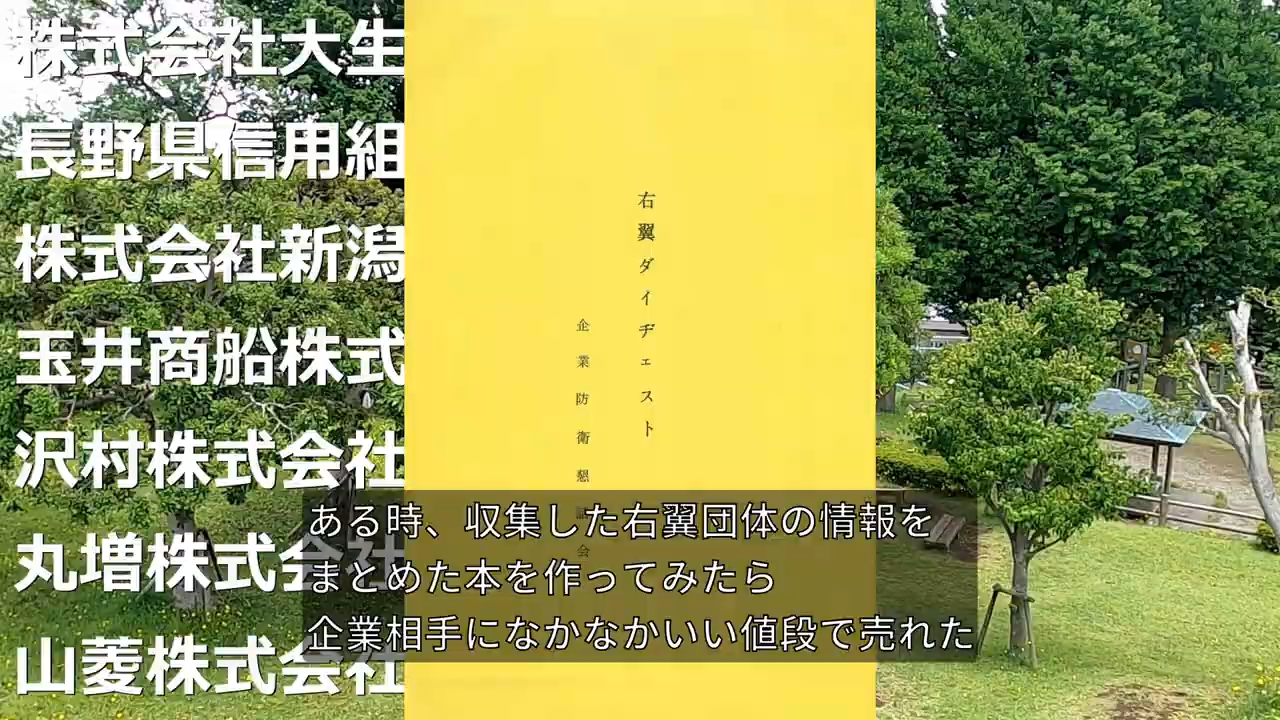 株式会社大生
長野県信用組
株式会社新潟
玉井商船株式
沢村株式会社
丸増株式会社
山菱株式会社
右翼ダイヂェスト
企業防衛懇話会
ある時、収集した右翼団体の情報を
まとめた本を作ってみたら
企業相手になかなかいい値段で売れた